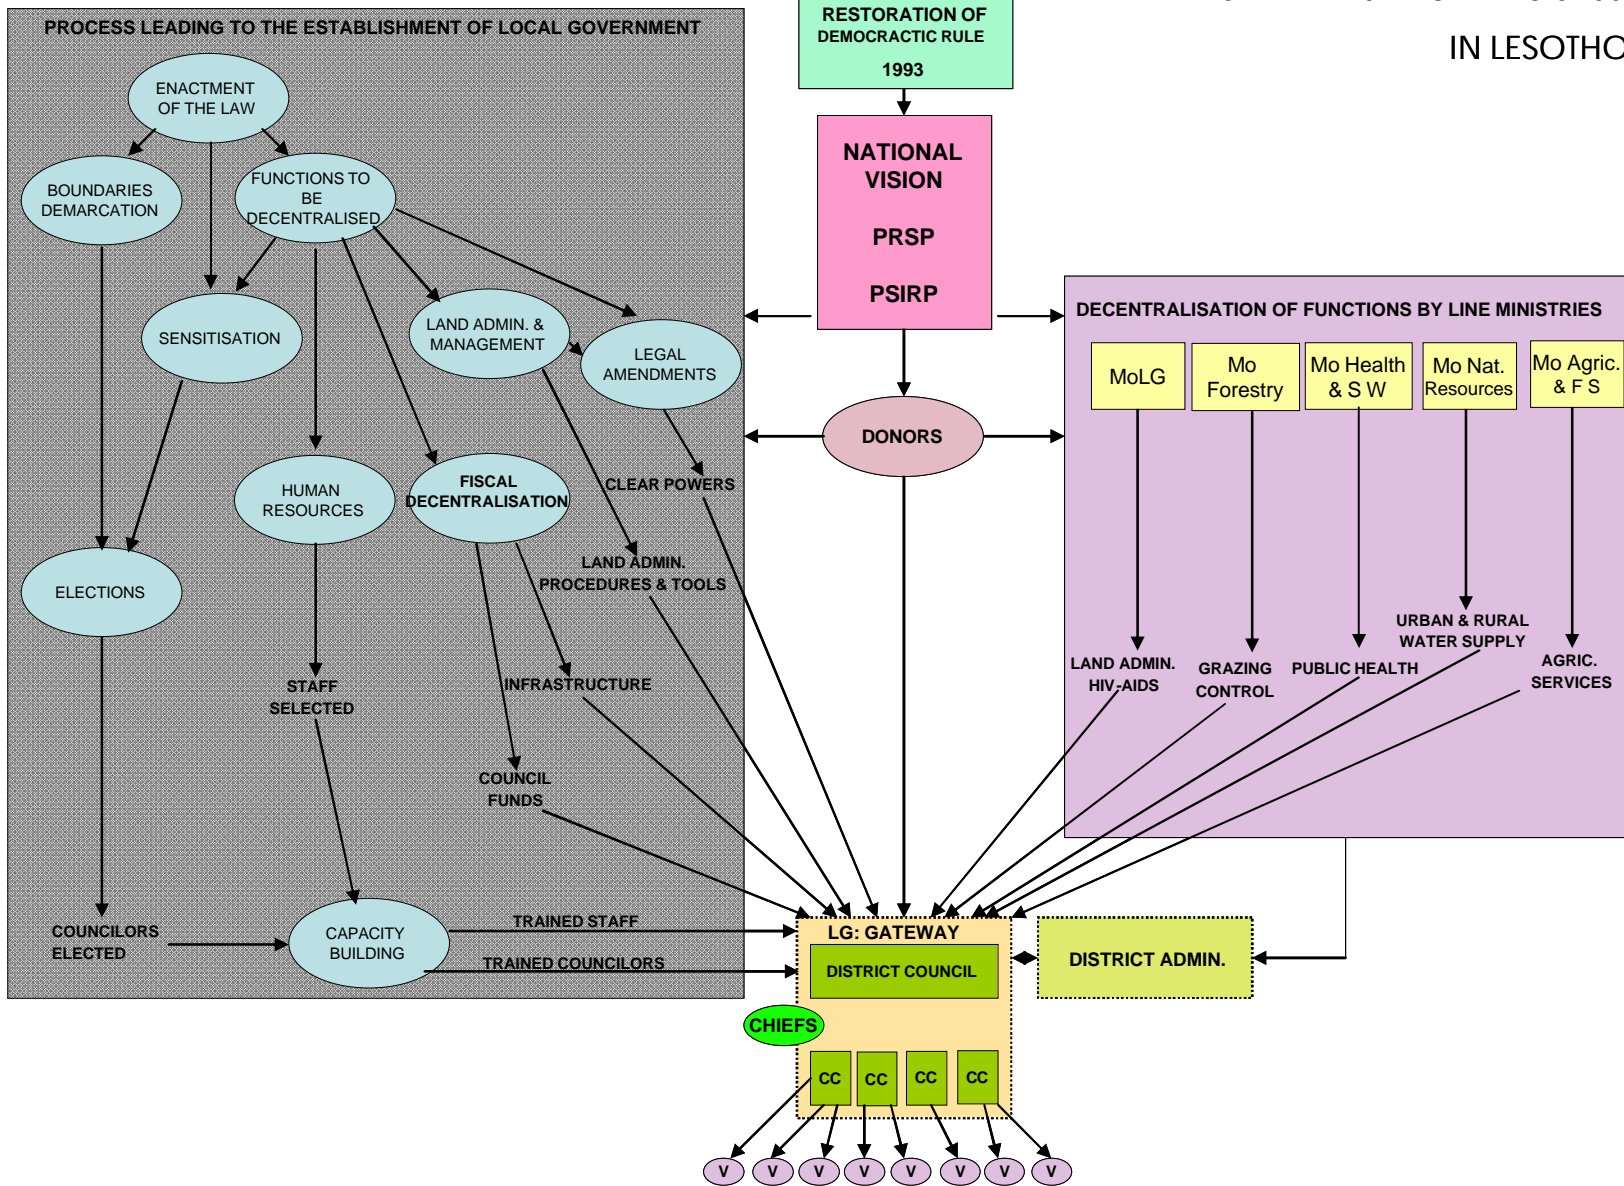 IN LESOTHO
RESTORATION OF
DEMOCRACTIC RULE
1993
PROCESS LEADING TO THE ESTABLISHMENT OF LOCAL GOVERNMENT
ENACTMENT
OF THE LAW
BOUNDARIES
DEMARCATION
FUNCTIONS TO
BE
DECENTRALISED
SENSITISATION
LAND ADMIN. &
MANAGEMENT
LEGAL
AMENDMENTS
HUMAN
RESOURCES
FISCAL
DECENTRALISATION
CLEAR POWERS
ELECTIONS
LAND ADMIN.
PROCEDURES & TOOLS
STAFF
SELECTED
INFRASTRUCTURE
COUNCIL
FUNDS
COUNCILORS
ELECTED
CAPACITY
BUILDING
TRAINED STAFF
TRAINED COUNCILORS
NATIONAL
VISION
PRSP
PSIRP
DONORS
DECENTRALISATION OF FUNCTIONS BY LINE MINISTRIES
MoLG
Mo
Forestry
Mo Health
& S W
Mo Nat.
Resources
Mo Agric.
& F S
LAND ADMIN.
HIV-AIDS
GRAZING
CONTROL
PUBLIC HEALTH
URBAN & RURAL
WATER SUPPLY
AGRIC.
SERVICES
LG: GATEWAY
DISTRICT COUNCIL
DISTRICT ADMIN.
CHIEFS
CC
CC
CC
CC
V
V
V
V
V
V
V
V